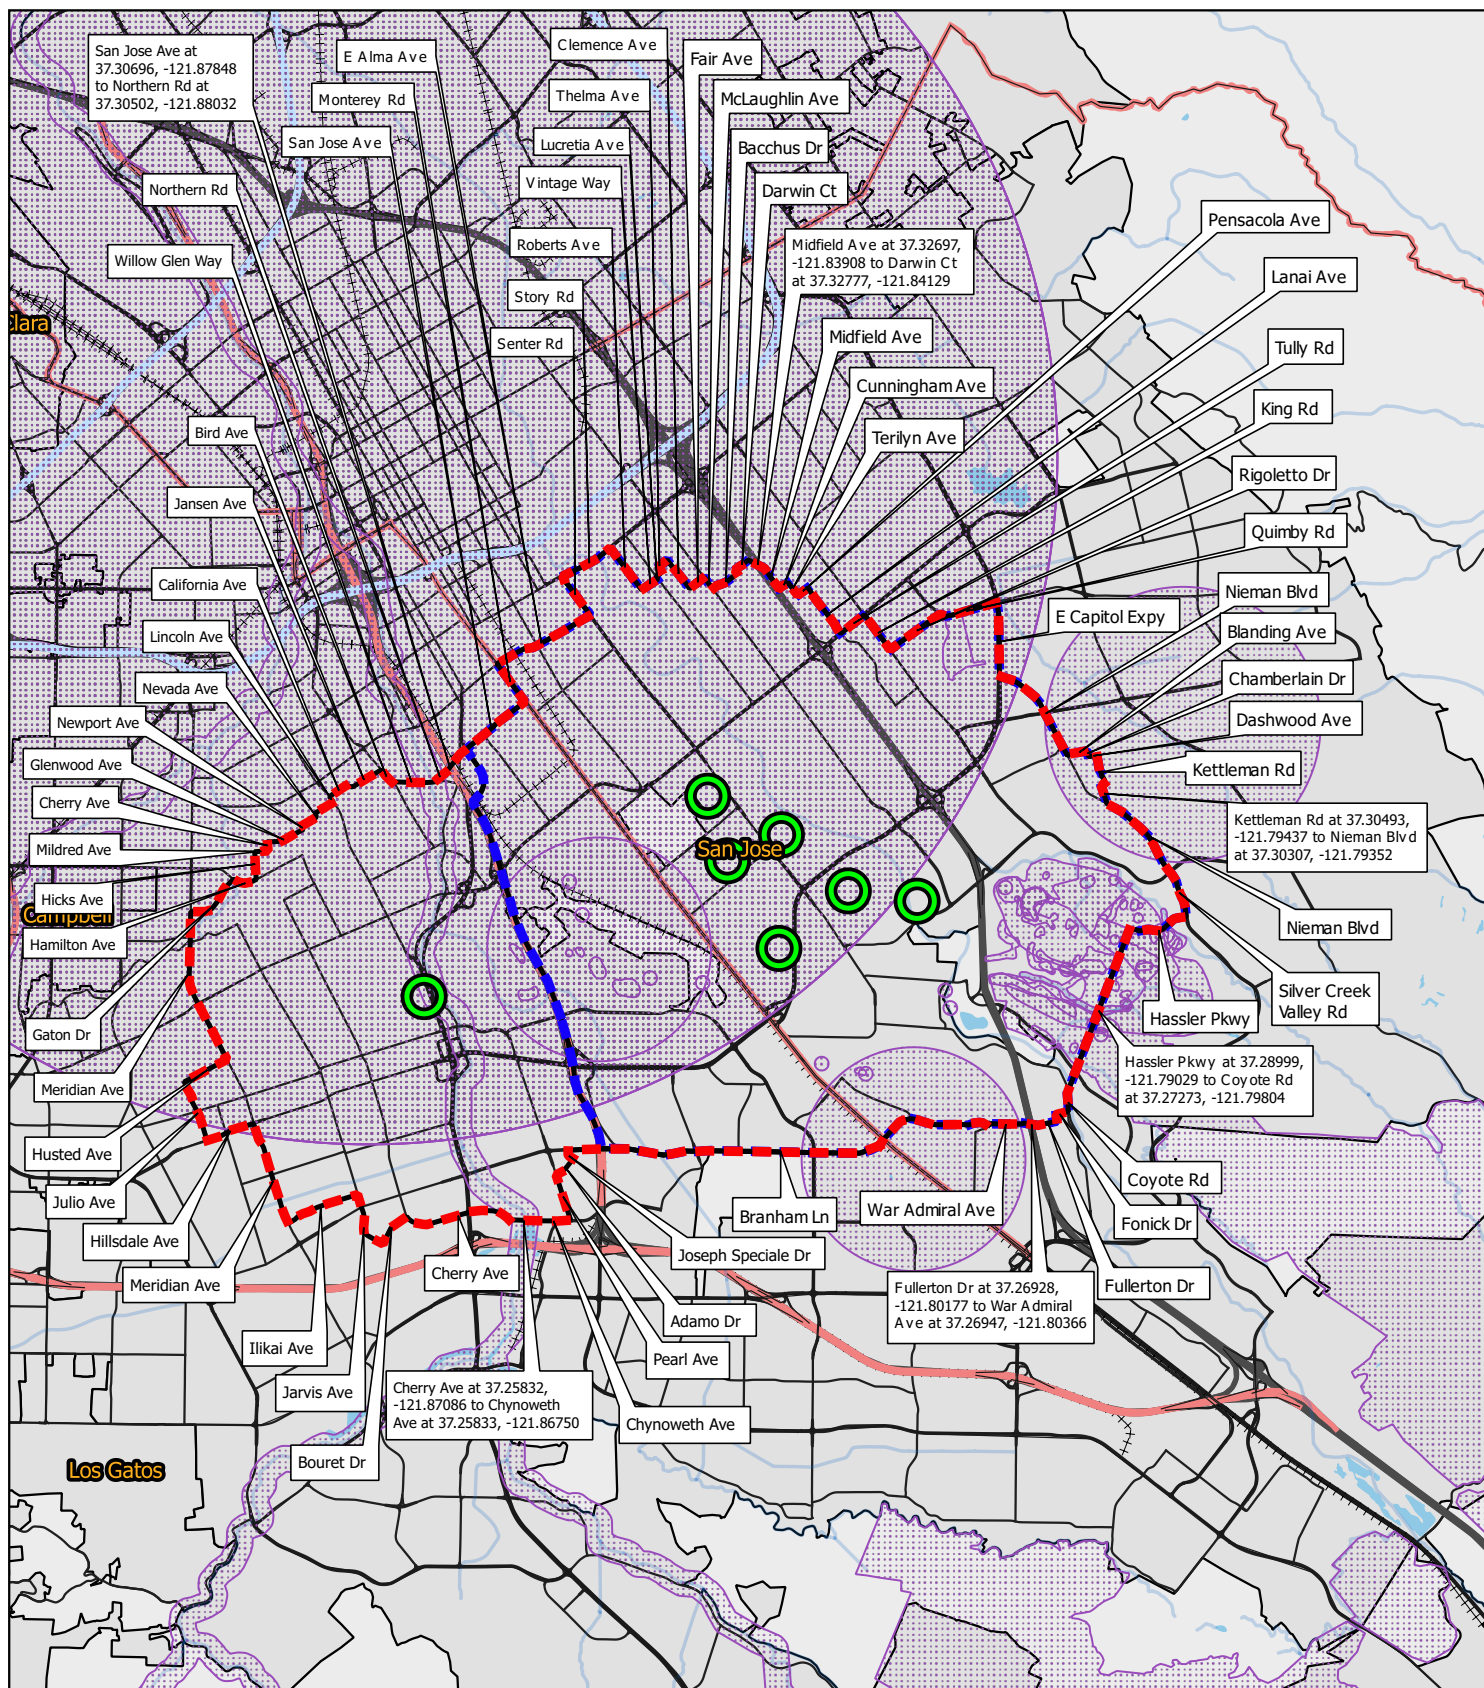 San Jose Ave at
37.30696, -121.87848
to Northern Rd at
37.30502, -121.88032
E Alma Ave
Monterey Rd
San Jose Ave
Northern Rd
Willow Glen Way
Clemence Ave
Thelma Ave
Lucretia Ave
Vintage Way
Roberts Ave
Story Rd
Senter Rd
Fair Ave
McLaughlin Ave
Bacchus Dr
Darwin Ct
Midfield Ave at 37.32697,
-121.83908 to Darwin Ct
at 37.32777, -121.84129
Midfield Ave
Cunningham Ave
Terilyn Ave
Pensacola Ave
Lanai Ave
Tully Rd
King Rd
Rigoletto Dr
Quimby Rd
E Capitol Expy
Nieman Blvd
Blanding Ave
Chamberlain Dr
Dashwood Ave
Kettleman Rd
Kettleman Rd at 37.30493,
-121.79437 to Nieman Blvd
at 37.30307, -121.79352
Nieman Blvd
Silver Creek
Valley Rd
Hassler Pkwy
Hassler Pkwy at 37.28999,
-121.79029 to Coyote Rd
at 37.27273, -121.79804
Coyote Rd
Fonick Dr
Fullerton Dr
Fullerton Dr at 37.26928,
-121.80177 to War Admiral
Ave at 37.26947, -121.80366
War Admiral Ave
Branham Ln
Joseph Speciale Dr
Adamo Dr
Pearl Ave
Chynoweth Ave
Cherry Ave at 37.25832,
-121.87086 to Chynoweth
Ave at 37.25833, -121.86750
Cherry Ave
Bouret Dr
Jarvis Ave
Ilikai Ave
Meridian Ave
Hillsdale Ave
Julio Ave
Husted Ave
Meridian Ave
Gaton Dr
Hamilton Ave
Hicks Ave
Mildred Ave
Cherry Ave
Glenwood Ave
Newport Ave
Nevada Ave
Lincoln Ave
California Ave
Jansen Ave
Bird Ave
lara
Campbell
San Jose
Los Gatos